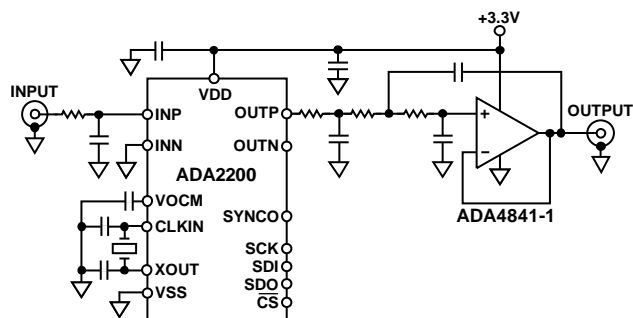 +3.3V
INPUT
VDD
OUTPUT
INP
OUTP
+
INN
OUTN
−
ADA2200
ADA4841-1
VOCM
SYNCO
CLKIN
SCK
XOUT
SDI
SDO
VSS
CS